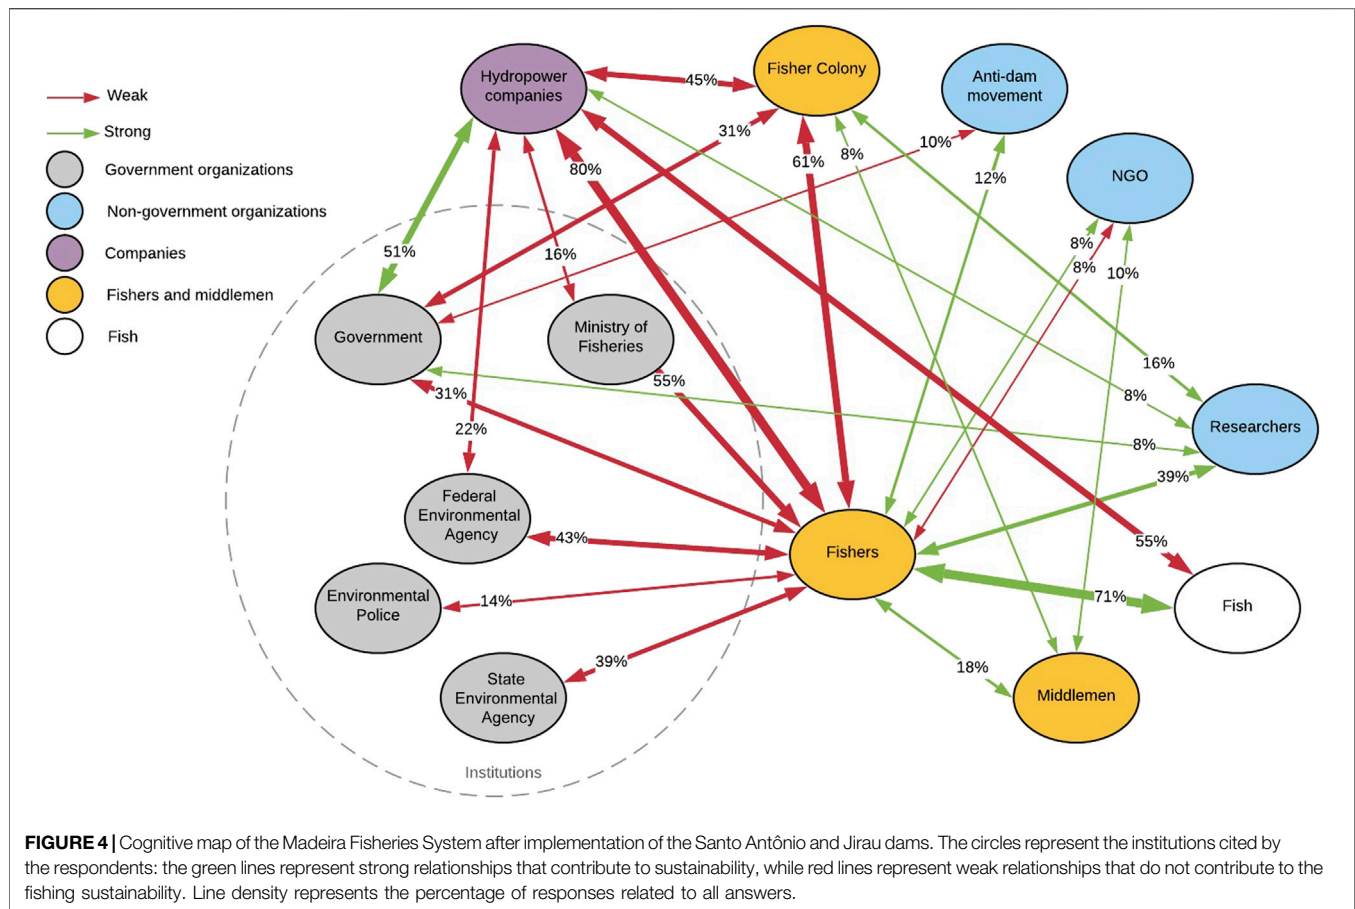 Weak
Strong
Government organizations
Non-government organizations
Companies
Fishers and middlemen
Fish
Hydropower
companies
Fisher Colony
Anti-dam
movement
NGO
45%
31%
10%
80%
61%
8%
12%
51%
16%
8%
8%
10%
Government
Ministry of
Fisheries
55%
31%
16%
8%
8%
39%
Researchers
22%
Federal
Environmental
Agency
43%
Fishers
55%
Environmental
Police
14%
71%
Fish
39%
18%
State
Environmental
Agency
Middlemen
Institutions
FIGURE 4 | Cognitive map of the Madeira Fisheries System after implementation of the Santo Antônio and Jirau dams. The circles represent the institutions cited by
the respondents: the green lines represent strong relationships that contribute to sustainability, while red lines represent weak relationships that do not contribute to the
fishing sustainability. Line density represents the percentage of responses related to all answers.